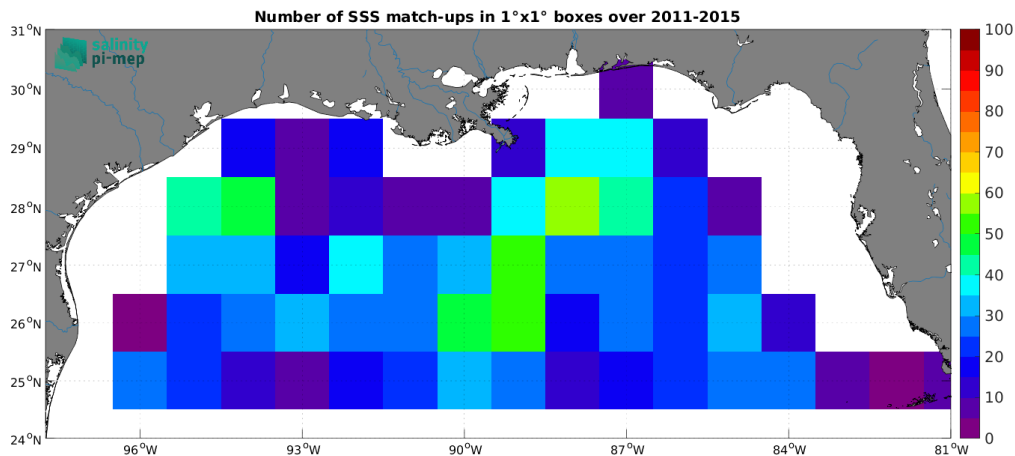 Number of SSS match-ups in 1°x1° boxes over 2011-2015
salinity
pi-mep
31°N
30°N
29°N
28°N
27°N
26°N
25°N
24°N
96°W 93°W 90°W 87°W 84°W 81°W
100
90
80
70
60
50
40
30
20
10
0